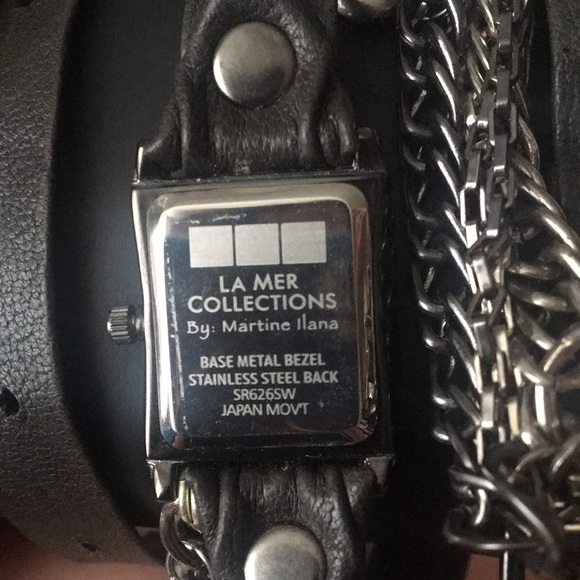 LA MER
COLLECTIONS
By: Martine Ilana
BASE METAL BEZEL
STAINLESS STEEL BACK
SR626SW
JAPAN MOV'T